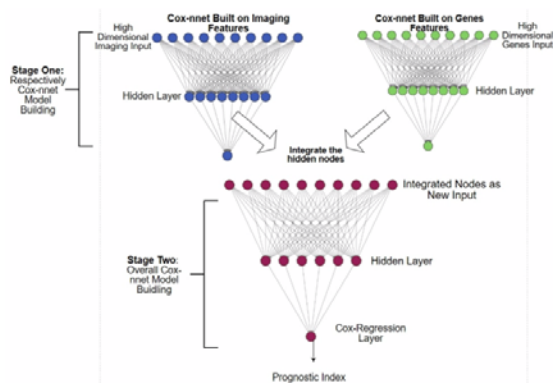 Cox-nnet Built on Imaging
Features
Cox-nnet Built on Genes
Features
High
Dimensional
Imaging Input
High
Dimensional
Genes Input
Stage One:
Respectively
Cox-nnet
Model
Building
Hidden Layer
Hidden Layer
Integrate the
hidden nodes
Integrated Nodes as
New Input
Stage Two:
Overall Cox-
nnet Model
Buidling
Hidden Layer
Cox-Regression
Layer
Prognostic Index